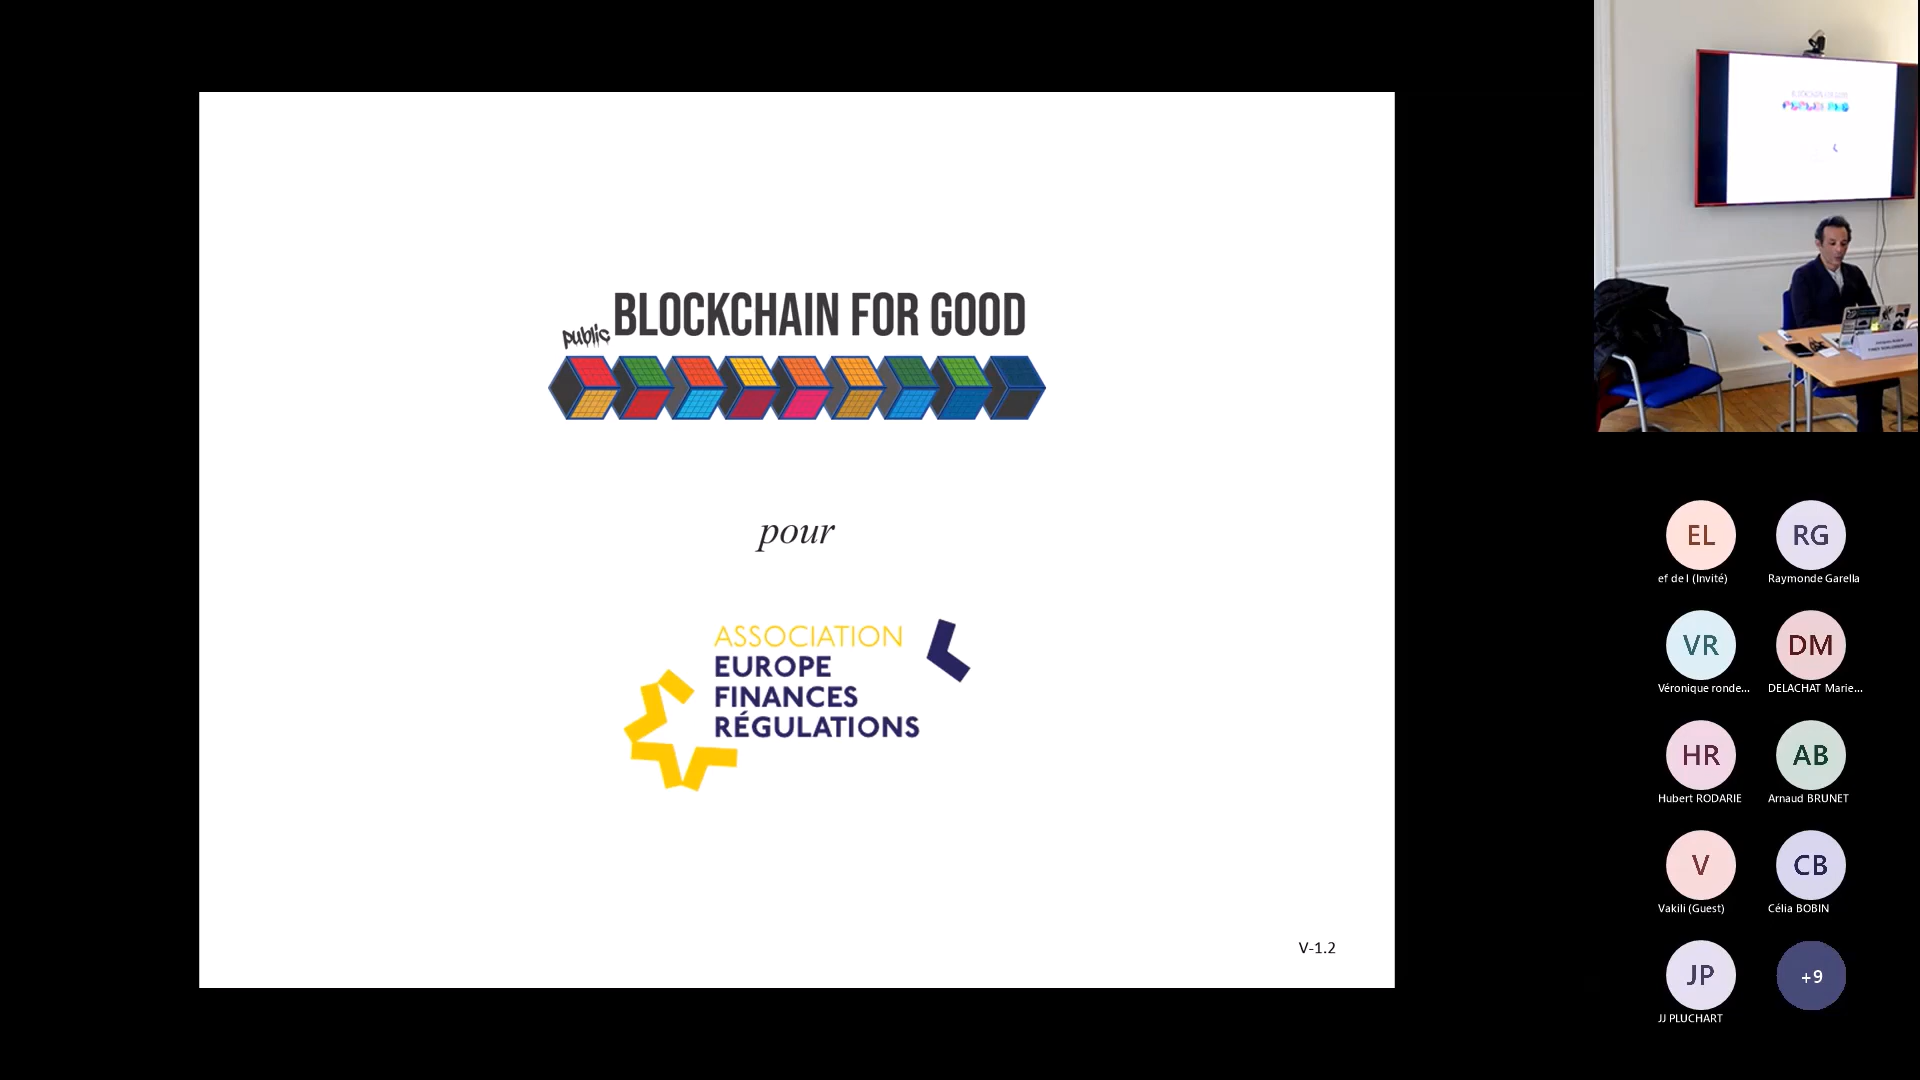 BLOCKCHAIN FOR GOOD
public
pour
ASSOCIATION
EUROPE
FINANCES
RÉGULATIONS
V-1.2
EL
RG
ef de l (Invité)
Raymonde Garella
VR
DM
Véronique ronde...
DELACHAT Marie...
HR
AB
Hubert RODARIE
Arnaud BRUNET
V
CB
Vakili (Guest)
Célia BOBIN
JP
+9
JJ PLUCHART